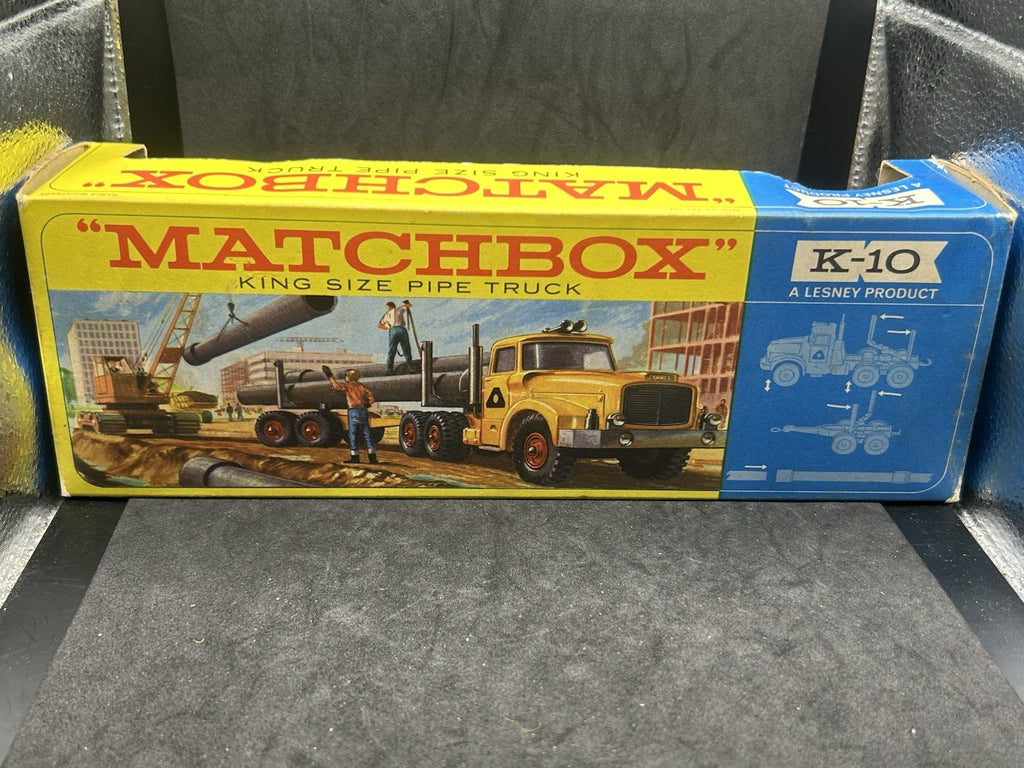 KING SIZE PIPE TRUCK
"MATCHBOX"
K-10
A LESNEY PRODUCT
"MATCHBOX"
KING SIZE PIPE TRUCK
K-10
A LESNEY PRODUCT